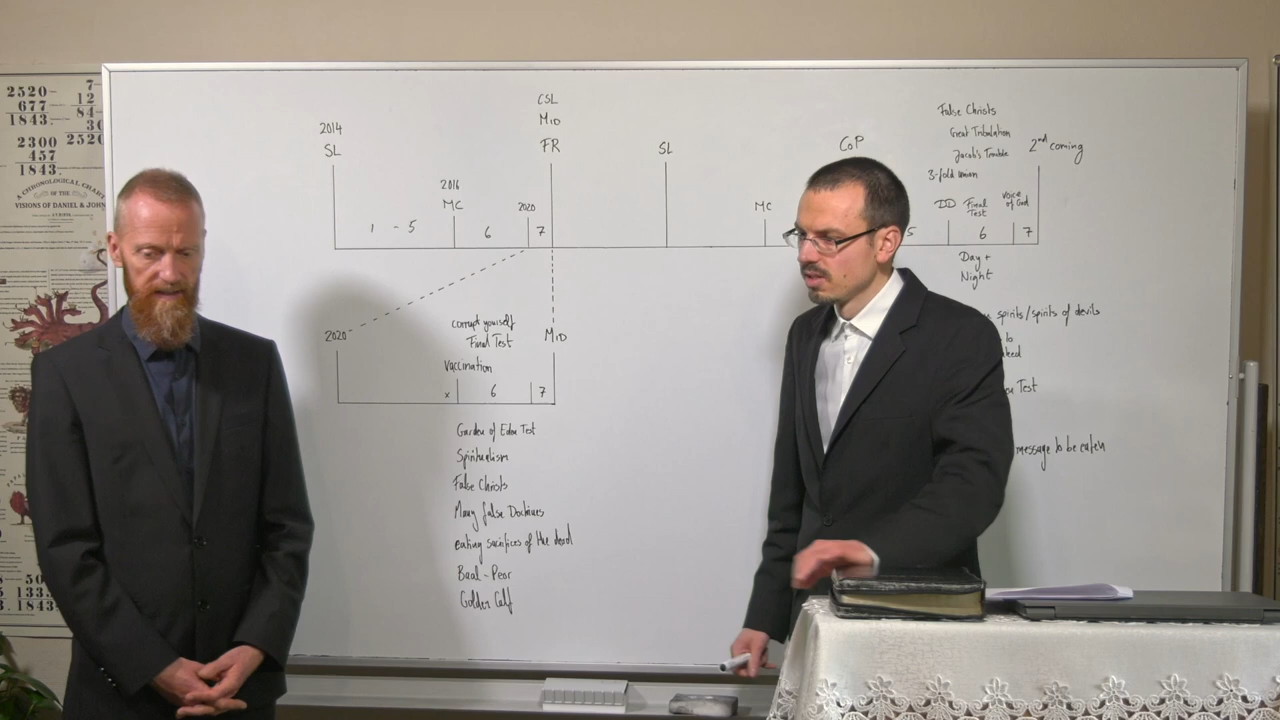 2520
677
1843.
2300
457
1843.
7
12
84
30
2520
A CHRONOLOGICAL CHART
OF THE
VISIONS OF DANIEL & JOHN
1843
2014
SL
CSL
MID
FR
SL
CoP
False Christs
Great Tribulation
Jacob's Trouble
3-fold union
2nd coming
2016
MC
2020
MC
DD
Final
Test
voice
of God
1 - 5
6
7
5
6
7
Day +
Night
2020
corrupt yourself
Final Test
MiD
Vaccination
x
6
7
Garden of Eden Test
Spiritualism
False Christs
Many false Doctrines
eating sacrifices of the dead
Baal-Peor
Golden Calf
spirits/spirits of devils
to
Test
message to be eaten